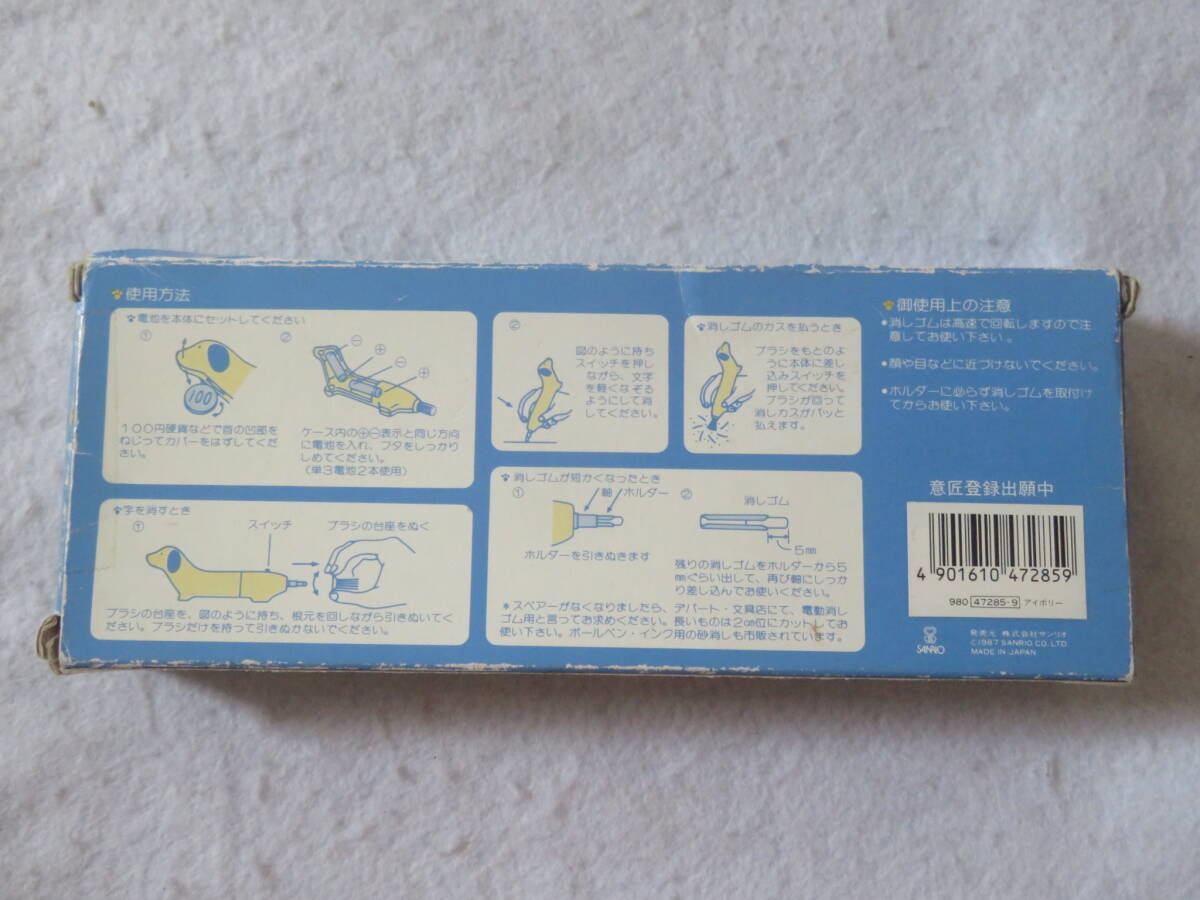 使用方法
電池を本体にセットしてください
①
100
100円硬貨などで首の凹部を
ねじってカバーをはずしてくだ
さい。
②
⊖
⊕
⊖
⊕
ケース内の⊕⊖表示と同じ方向
に電池を入れ、フタをしっかり
しめてください。
(単3電池2本使用)
字を消すとき
①
スイッチ
ブラシの台座をぬく
ブラシの台座を、図のように持ち、根元を回しながら引きぬいてく
ださい。ブラシだけを持って引きぬかないでください。
②
図のように持ち
スイッチを押し
ながら、文字
を軽くなぞる
ようにして消
してください。
消しゴムのカスを払うとき
ブラシをもとのよ
うに本体に差し
込みスイッチを
押してください。
ブラシが回って
消しカスがパッと
払えます。
消しゴムが短かくなったとき
①
軸
ホルダー
ホルダーを引きぬきます
②
消しゴム
5㎜
残りの消しゴムをホルダーから5
㎜ぐらい出して、再び軸にしっか
り差し込んでお使いください。
*スペアーがなくなりましたら、デパート・文具店にて、電動消し
ゴム用と言ってお求めください。長いものは2㎝位にカットしてお
使い下さい。ボールペン・インク用の砂消しも市販されています。
御使用上の注意
●消しゴムは高速で回転しますので注
意してお使い下さい。
●顔や目などに近づけないでください。
●ホルダーに必らず消しゴムを取付け
てからお使い下さい。
意匠登録出願中
4 901610 472859
980 47285-9 アイボリー
SANRIO
発売元 株式会社サンリオ
©1987 SANRIO CO., LTD
MADE IN JAPAN